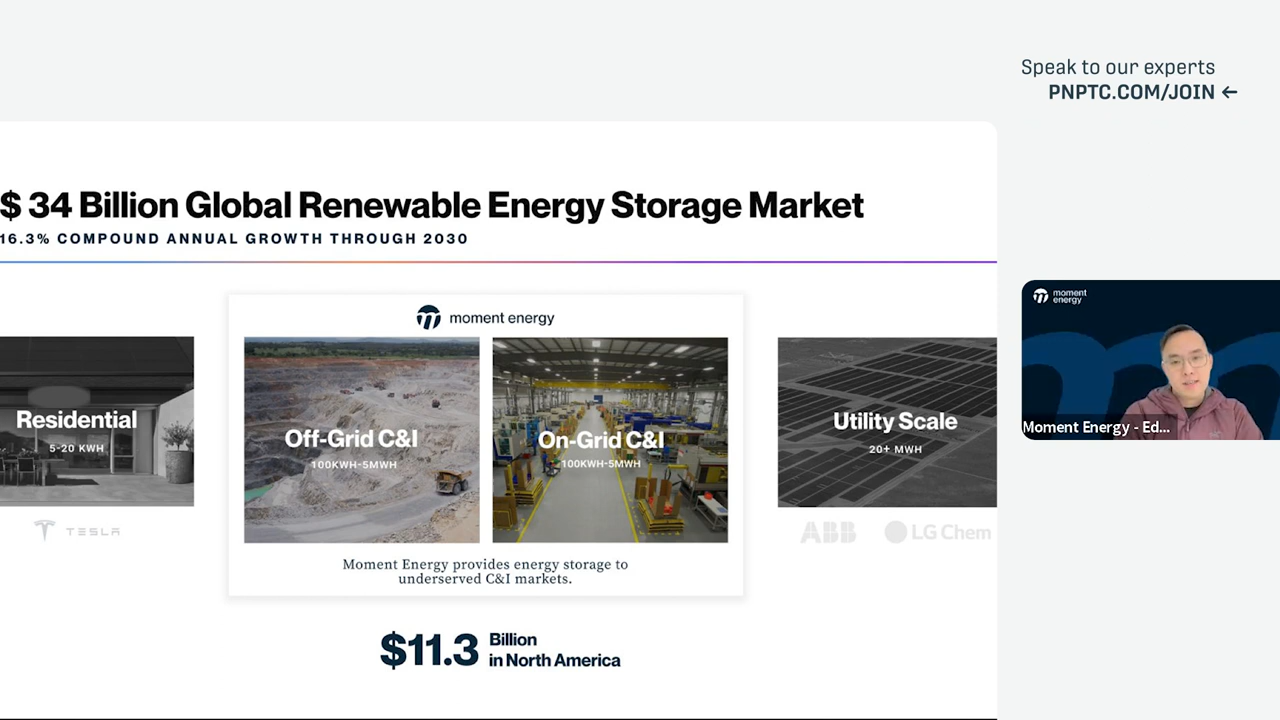 Speak to our experts
PNPTC.COM/JOIN ←
$ 34 Billion Global Renewable Energy Storage Market
16.3% COMPOUND ANNUAL GROWTH THROUGH 2030
moment energy
Residential
5-20 KWH
TESLA
Off-Grid C&I
100KWH-5MWH
On-Grid C&I
100KWH-5MWH
Utility Scale
20+ MWH
ABB
LG Chem
Moment Energy provides energy storage to
underserved C&I markets.
$11.3
Billion
in North America
moment
energy
Moment Energy - Ed...